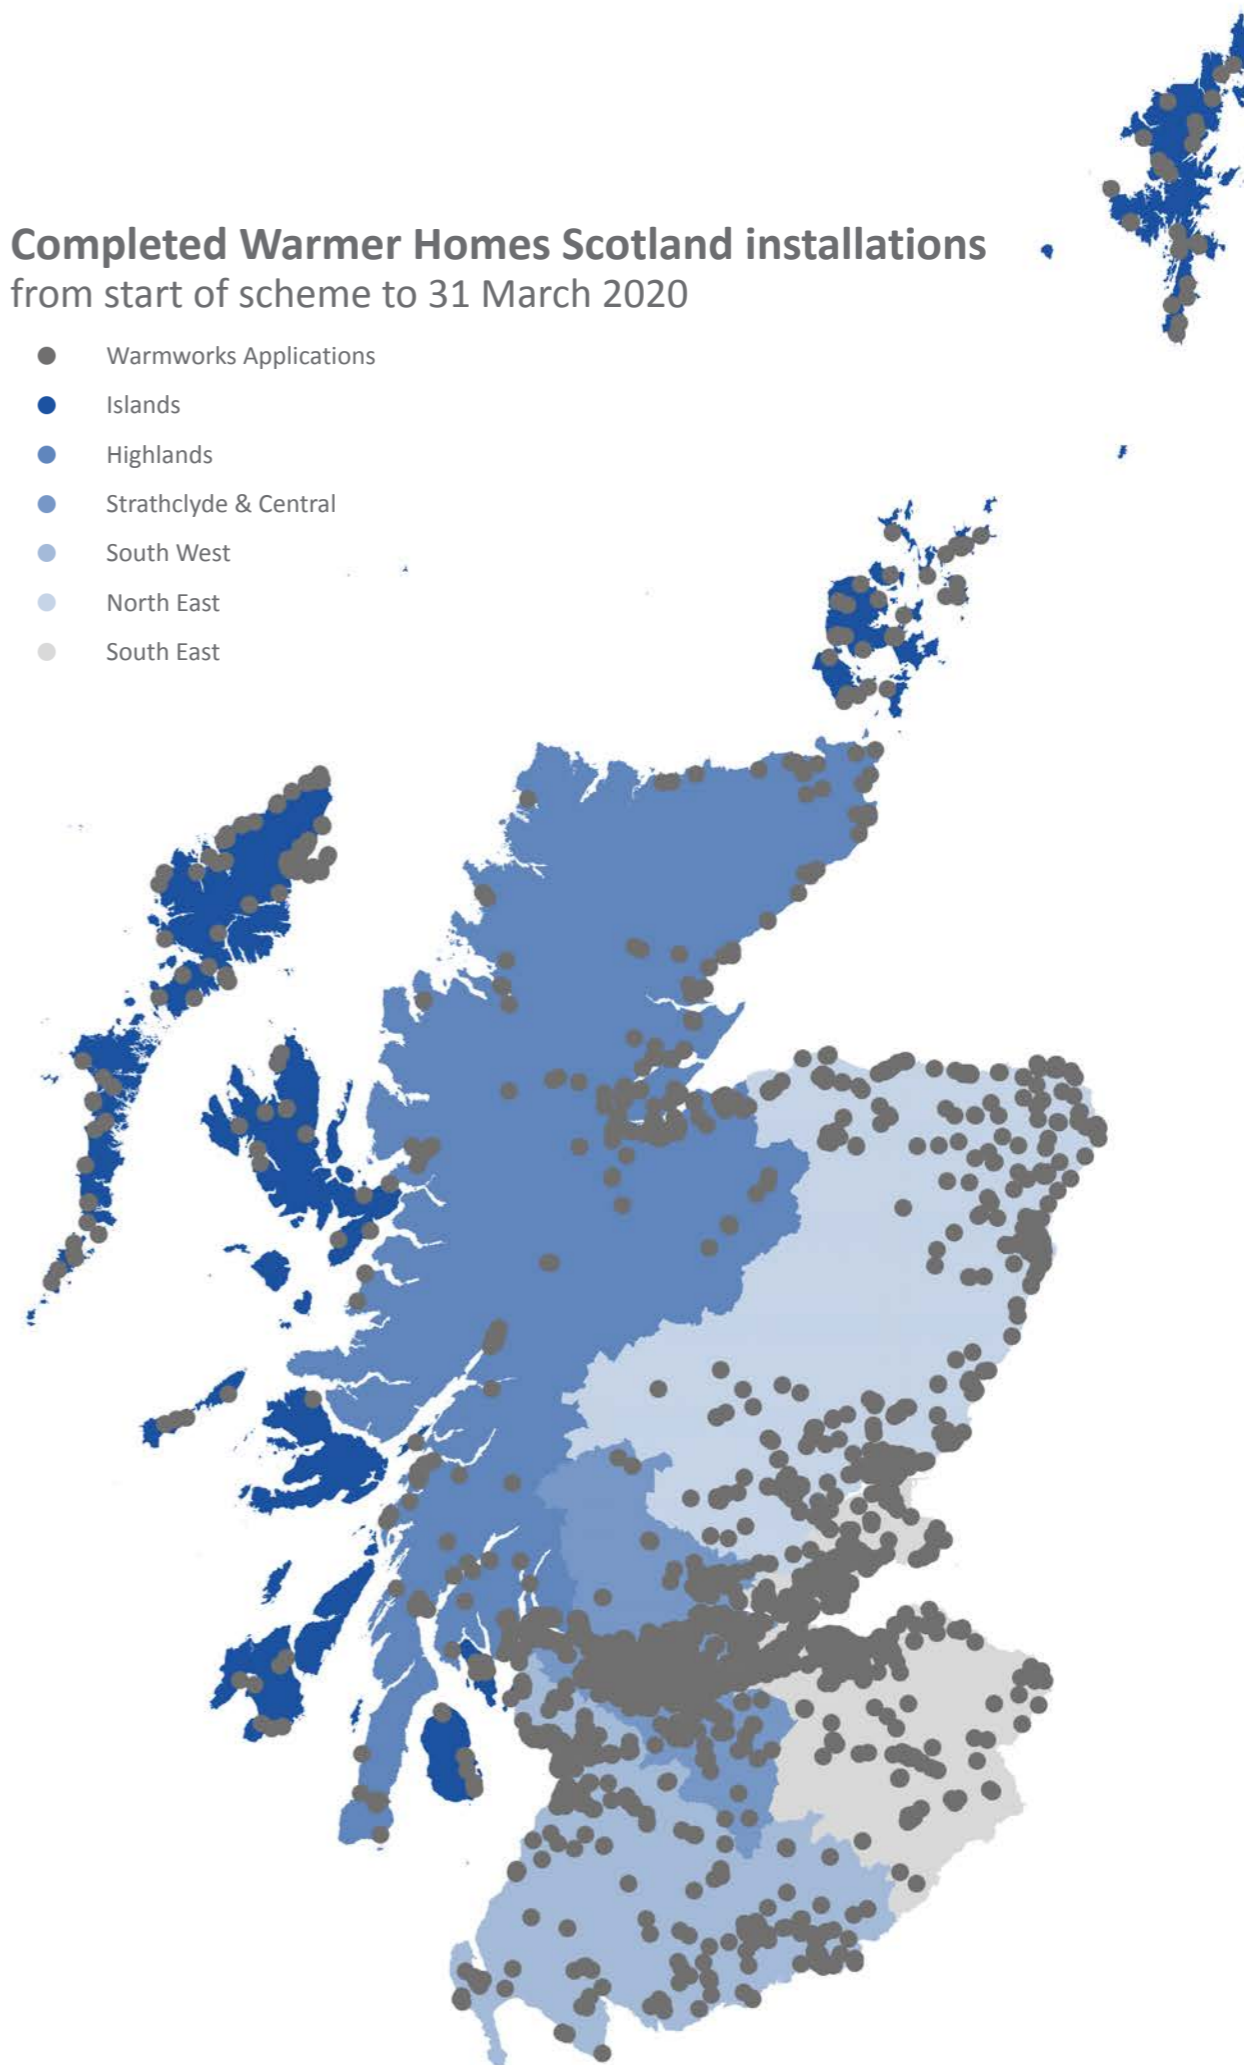 Completed Warmer Homes Scotland installations
from start of scheme to 31 March 2020
Warmworks Applications
Islands
Highlands
Strathclyde & Central
South West
North East
South East